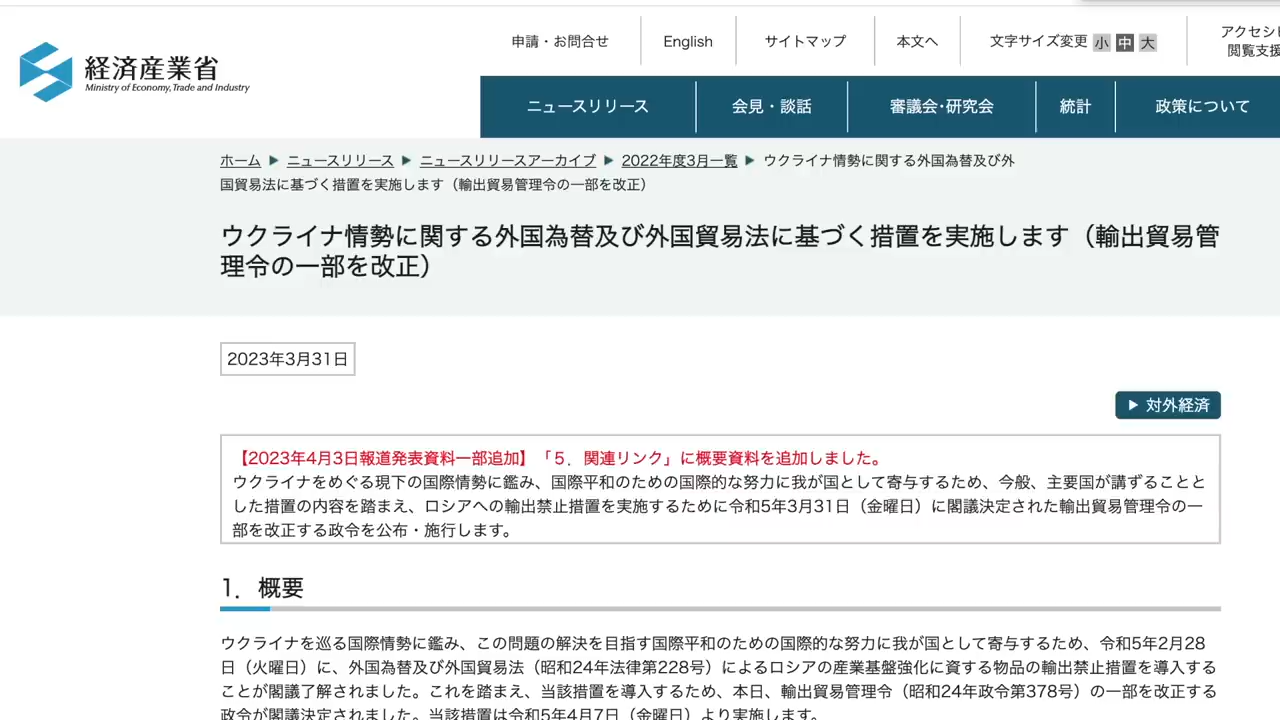 申請・お問合せ
English
サイトマップ
本文へ
文字サイズ変更 小 中 大
アクセシ
閲覧支援
経済産業省
Ministry of Economy, Trade and Industry
ニュースリリース
会見・談話
審議会・研究会
統計
政策について
ホーム ▶ ニュースリリース ▶ ニュースリリースアーカイブ ▶ 2022年度3月一覧 ▶ ウクライナ情勢に関する外国為替及び外
国貿易法に基づく措置を実施します（輸出貿易管理令の一部を改正）
ウクライナ情勢に関する外国為替及び外国貿易法に基づく措置を実施します（輸出貿易管
理令の一部を改正）
2023年3月31日
▶ 対外経済
【2023年4月3日報道発表資料一部追加】「５．関連リンク」に概要資料を追加しました。
ウクライナをめぐる現下の国際情勢に鑑み、国際平和のための国際的な努力に我が国として寄与するため、今般、主要国が講ずることと
した措置の内容を踏まえ、ロシアへの輸出禁止措置を実施するために令和5年3月31日（金曜日）に閣議決定された輸出貿易管理令の一
部を改正する政令を公布・施行します。
1．概要
ウクライナを巡る国際情勢に鑑み、この問題の解決を目指す国際平和のための国際的な努力に我が国として寄与するため、令和5年2月28
日（火曜日）に、外国為替及び外国貿易法（昭和24年法律第228号）によるロシアの産業基盤強化に資する物品の輸出禁止措置を導入する
ことが閣議了解されました。これを踏まえ、当該措置を導入するため、本日、輸出貿易管理令（昭和24年政令第378号）の一部を改正する
政令が閣議決定されました。当該措置は令和5年4月7日（金曜日）より実施します。